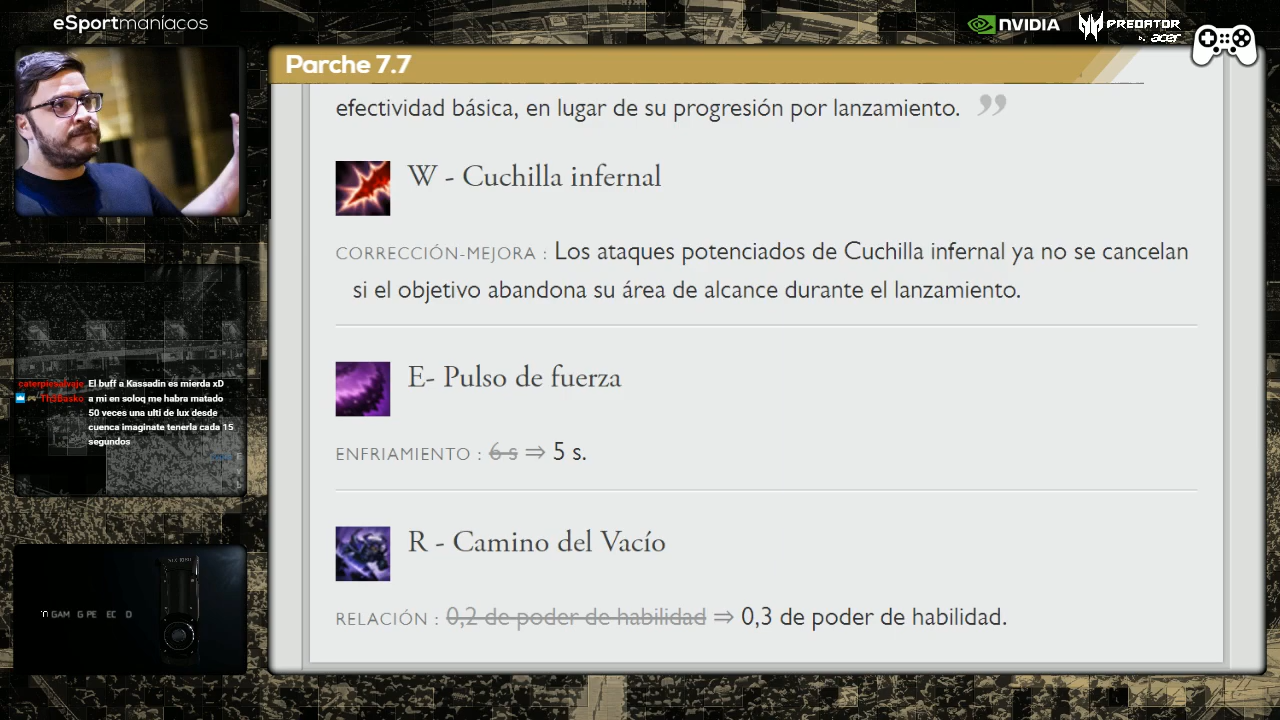 eSportmaníacos
NVIDIA
PREDATOR
acer
Parche 7.7
efectividad básica, en lugar de su progresión por lanzamiento. ”
W - Cuchilla infernal
CORRECCIÓN-MEJORA : Los ataques potenciados de Cuchilla infernal ya no se cancelan
si el objetivo abandona su área de alcance durante el lanzamiento.
E- Pulso de fuerza
ENFRIAMIENTO : 6 s ⇒ 5 s.
R - Camino del Vacío
RELACIÓN : 0,2 de poder de habilidad ⇒ 0,3 de poder de habilidad.
caterpiesalvaje El buff a Kassadin es mierda xD
a mi en soloq me habra matado
50 veces una ulti de lux desde
cuenca imaginate tenerla cada 15
segundos